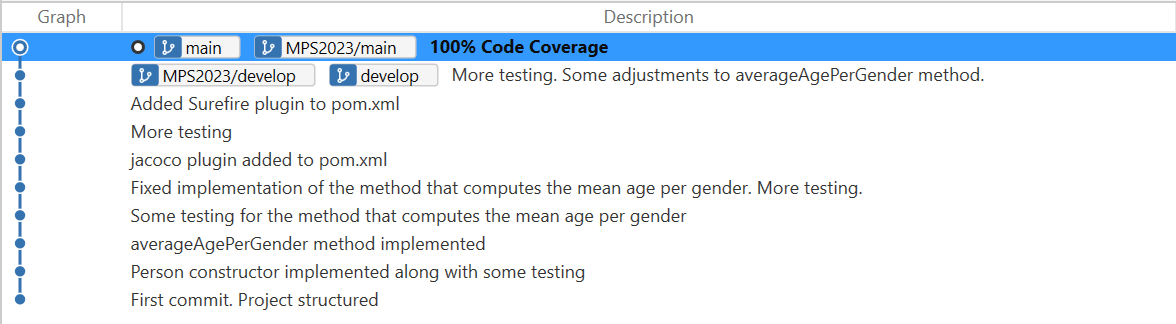 Graph Description
main MPS2023/main 100% Code Coverage
MPS2023/develop develop More testing. Some adjustments to averageAgePerGender method.
Added Surefire plugin to pom.xml
More testing
jacoco plugin added to pom.xml
Fixed implementation of the method that computes the mean age per gender. More testing.
Some testing for the method that computes the mean age per gender
averageAgePerGender method implemented
Person constructor implemented along with some testing
First commit. Project structured